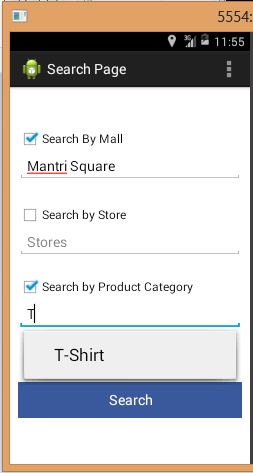 5554:
3G 11:55
Search Page
Search By Mall
Mantri Square
Search by Store
Stores
Search by Product Category
T
T-Shirt
Search